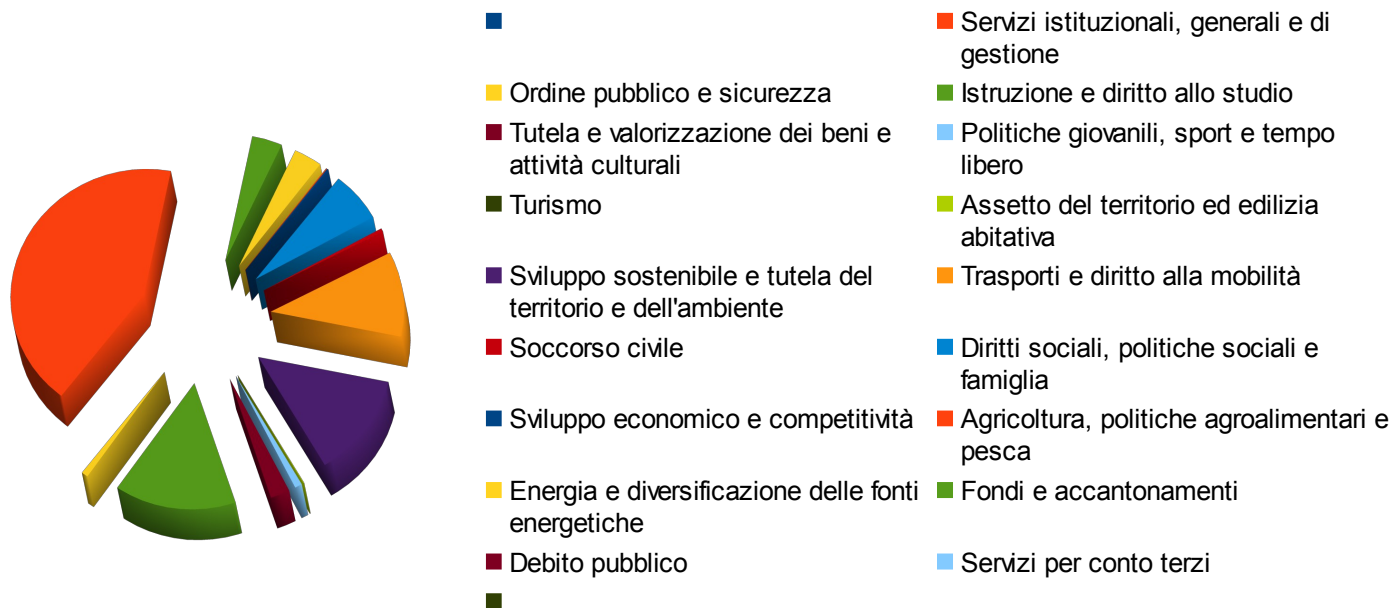 Servizi istituzionali, generali e di
gestione
Ordine pubblico e sicurezza
Istruzione e diritto allo studio
Tutela e valorizzazione dei beni e
attività culturali
Politiche giovanili, sport e tempo
libero
Turismo
Assetto del territorio ed edilizia
abitativa
Sviluppo sostenibile e tutela del
territorio e dell'ambiente
Trasporti e diritto alla mobilità
Soccorso civile
Diritti sociali, politiche sociali e
famiglia
Sviluppo economico e competitività
Agricoltura, politiche agroalimentari e
pesca
Energia e diversificazione delle fonti
energetiche
Fondi e accantonamenti
Debito pubblico
Servizi per conto terzi